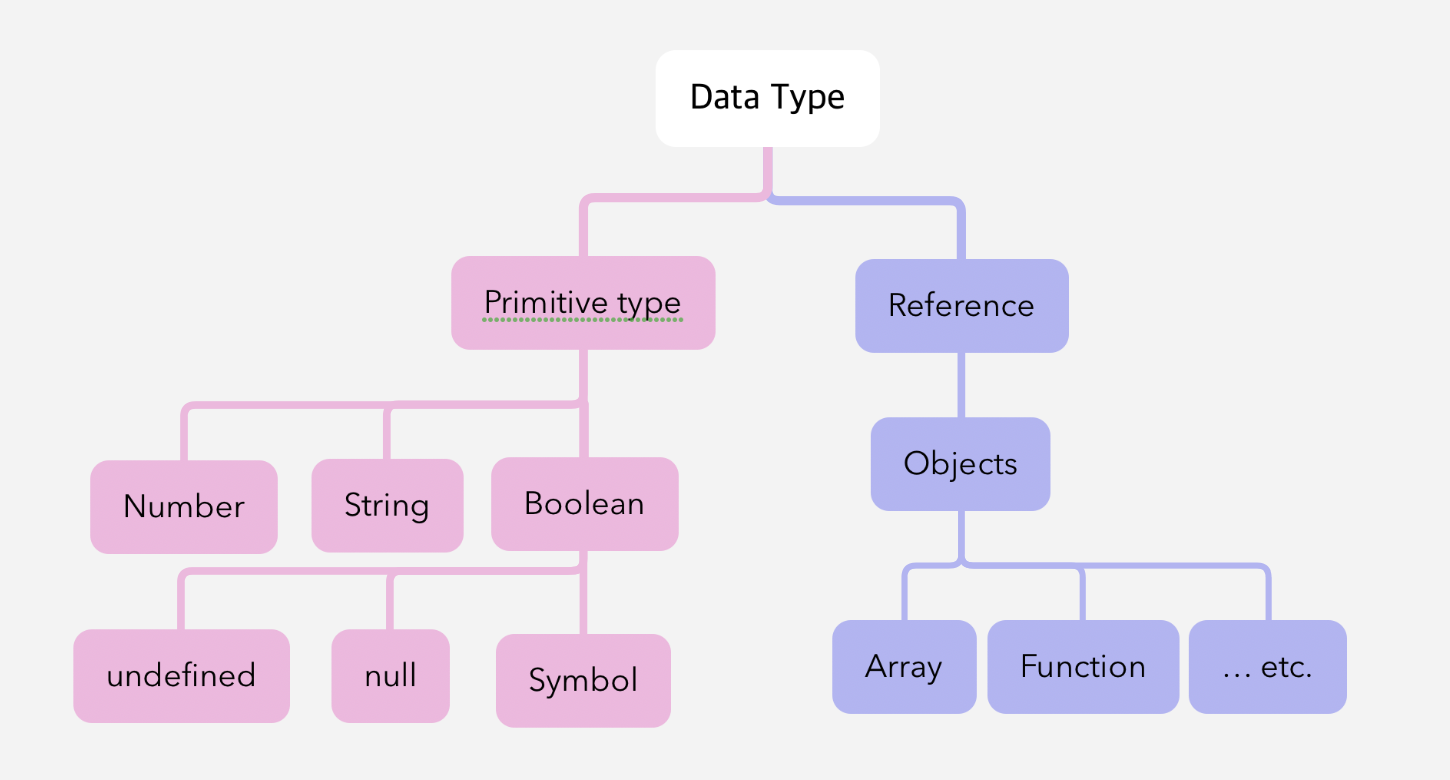 Data Type
Primitive type
Reference
Objects
Number
String
Boolean
undefined
null
Symbol
Array
Function
... etc.